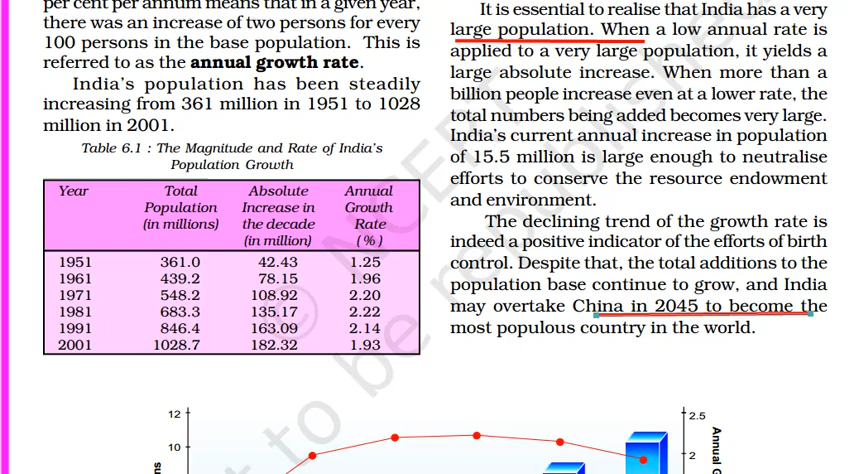 per cent per annum means that in a given year,
there was an increase of two persons for every
100 persons in the base population. This is
referred to as the annual growth rate.
India's population has been steadily
increasing from 361 million in 1951 to 1028
million in 2001.
Table 6.1 : The Magnitude and Rate of India's
Population Growth
Year Total Absolute Annual
Population Increase in Growth
(in millions) the decade Rate
(in million) (%)
1951 361.0 42.43 1.25
1961 439.2 78.15 1.96
1971 548.2 108.92 2.20
1981 683.3 135.17 2.22
1991 846.4 163.09 2.14
2001 1028.7 182.32 1.93
It is essential to realise that India has a very
large population. When a low annual rate is
applied to a very large population, it yields a
large absolute increase. When more than a
billion people increase even at a lower rate, the
total numbers being added becomes very large.
India's current annual increase in population
of 15.5 million is large enough to neutralise
efforts to conserve the resource endowment
and environment.
The declining trend of the growth rate is
indeed a positive indicator of the efforts of birth
control. Despite that, the total additions to the
population base continue to grow, and India
may overtake China in 2045 to become the
most populous country in the world.
12
10
2.5
2
© NCERT
not to be republished